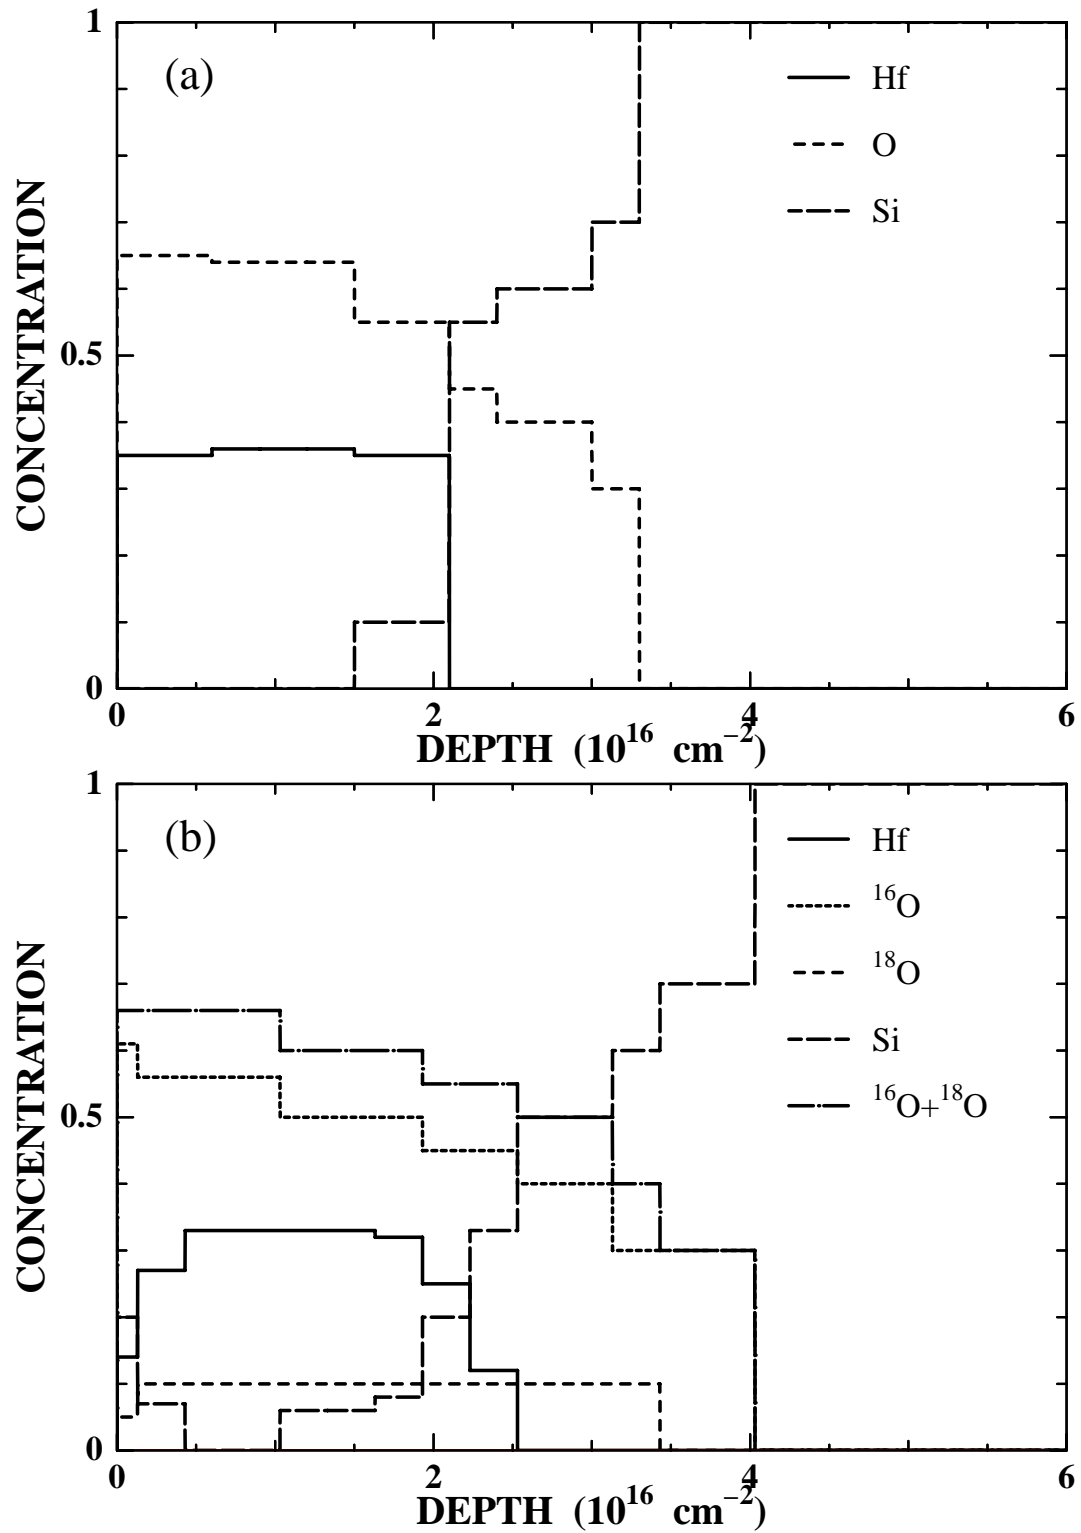 1
(a)
Hf
O
Si
CONCENTRATION
0.5
0
0 2 4 6
DEPTH (10^16 cm^−2)
1
(b)
Hf
^16O
^18O
Si
^16O+^18O
CONCENTRATION
0.5
0
0 2 4 6
DEPTH (10^16 cm^−2)